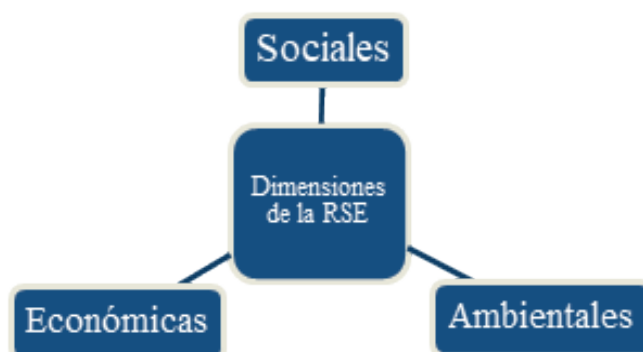 Sociales
Dimensiones
de la RSE
Económicas
Ambientales